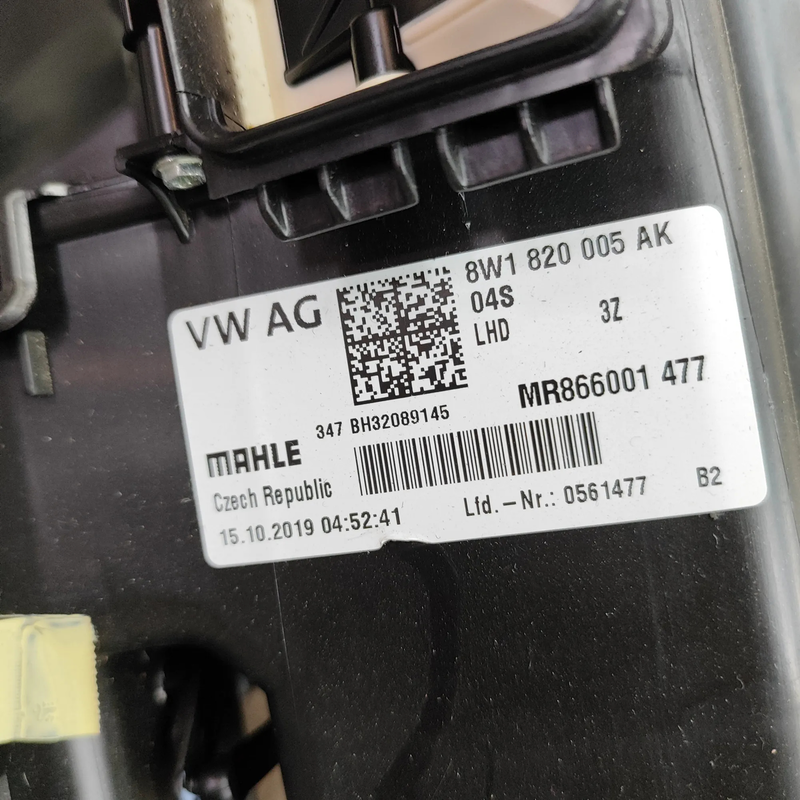 VW AG
8W1 820 005 AK
04S
3Z
LHD
MR866001 477
347 BH32089145
MAHLE
Czech Republic
15.10.2019 04:52:41
Lfd.-Nr.: 0561477
B2